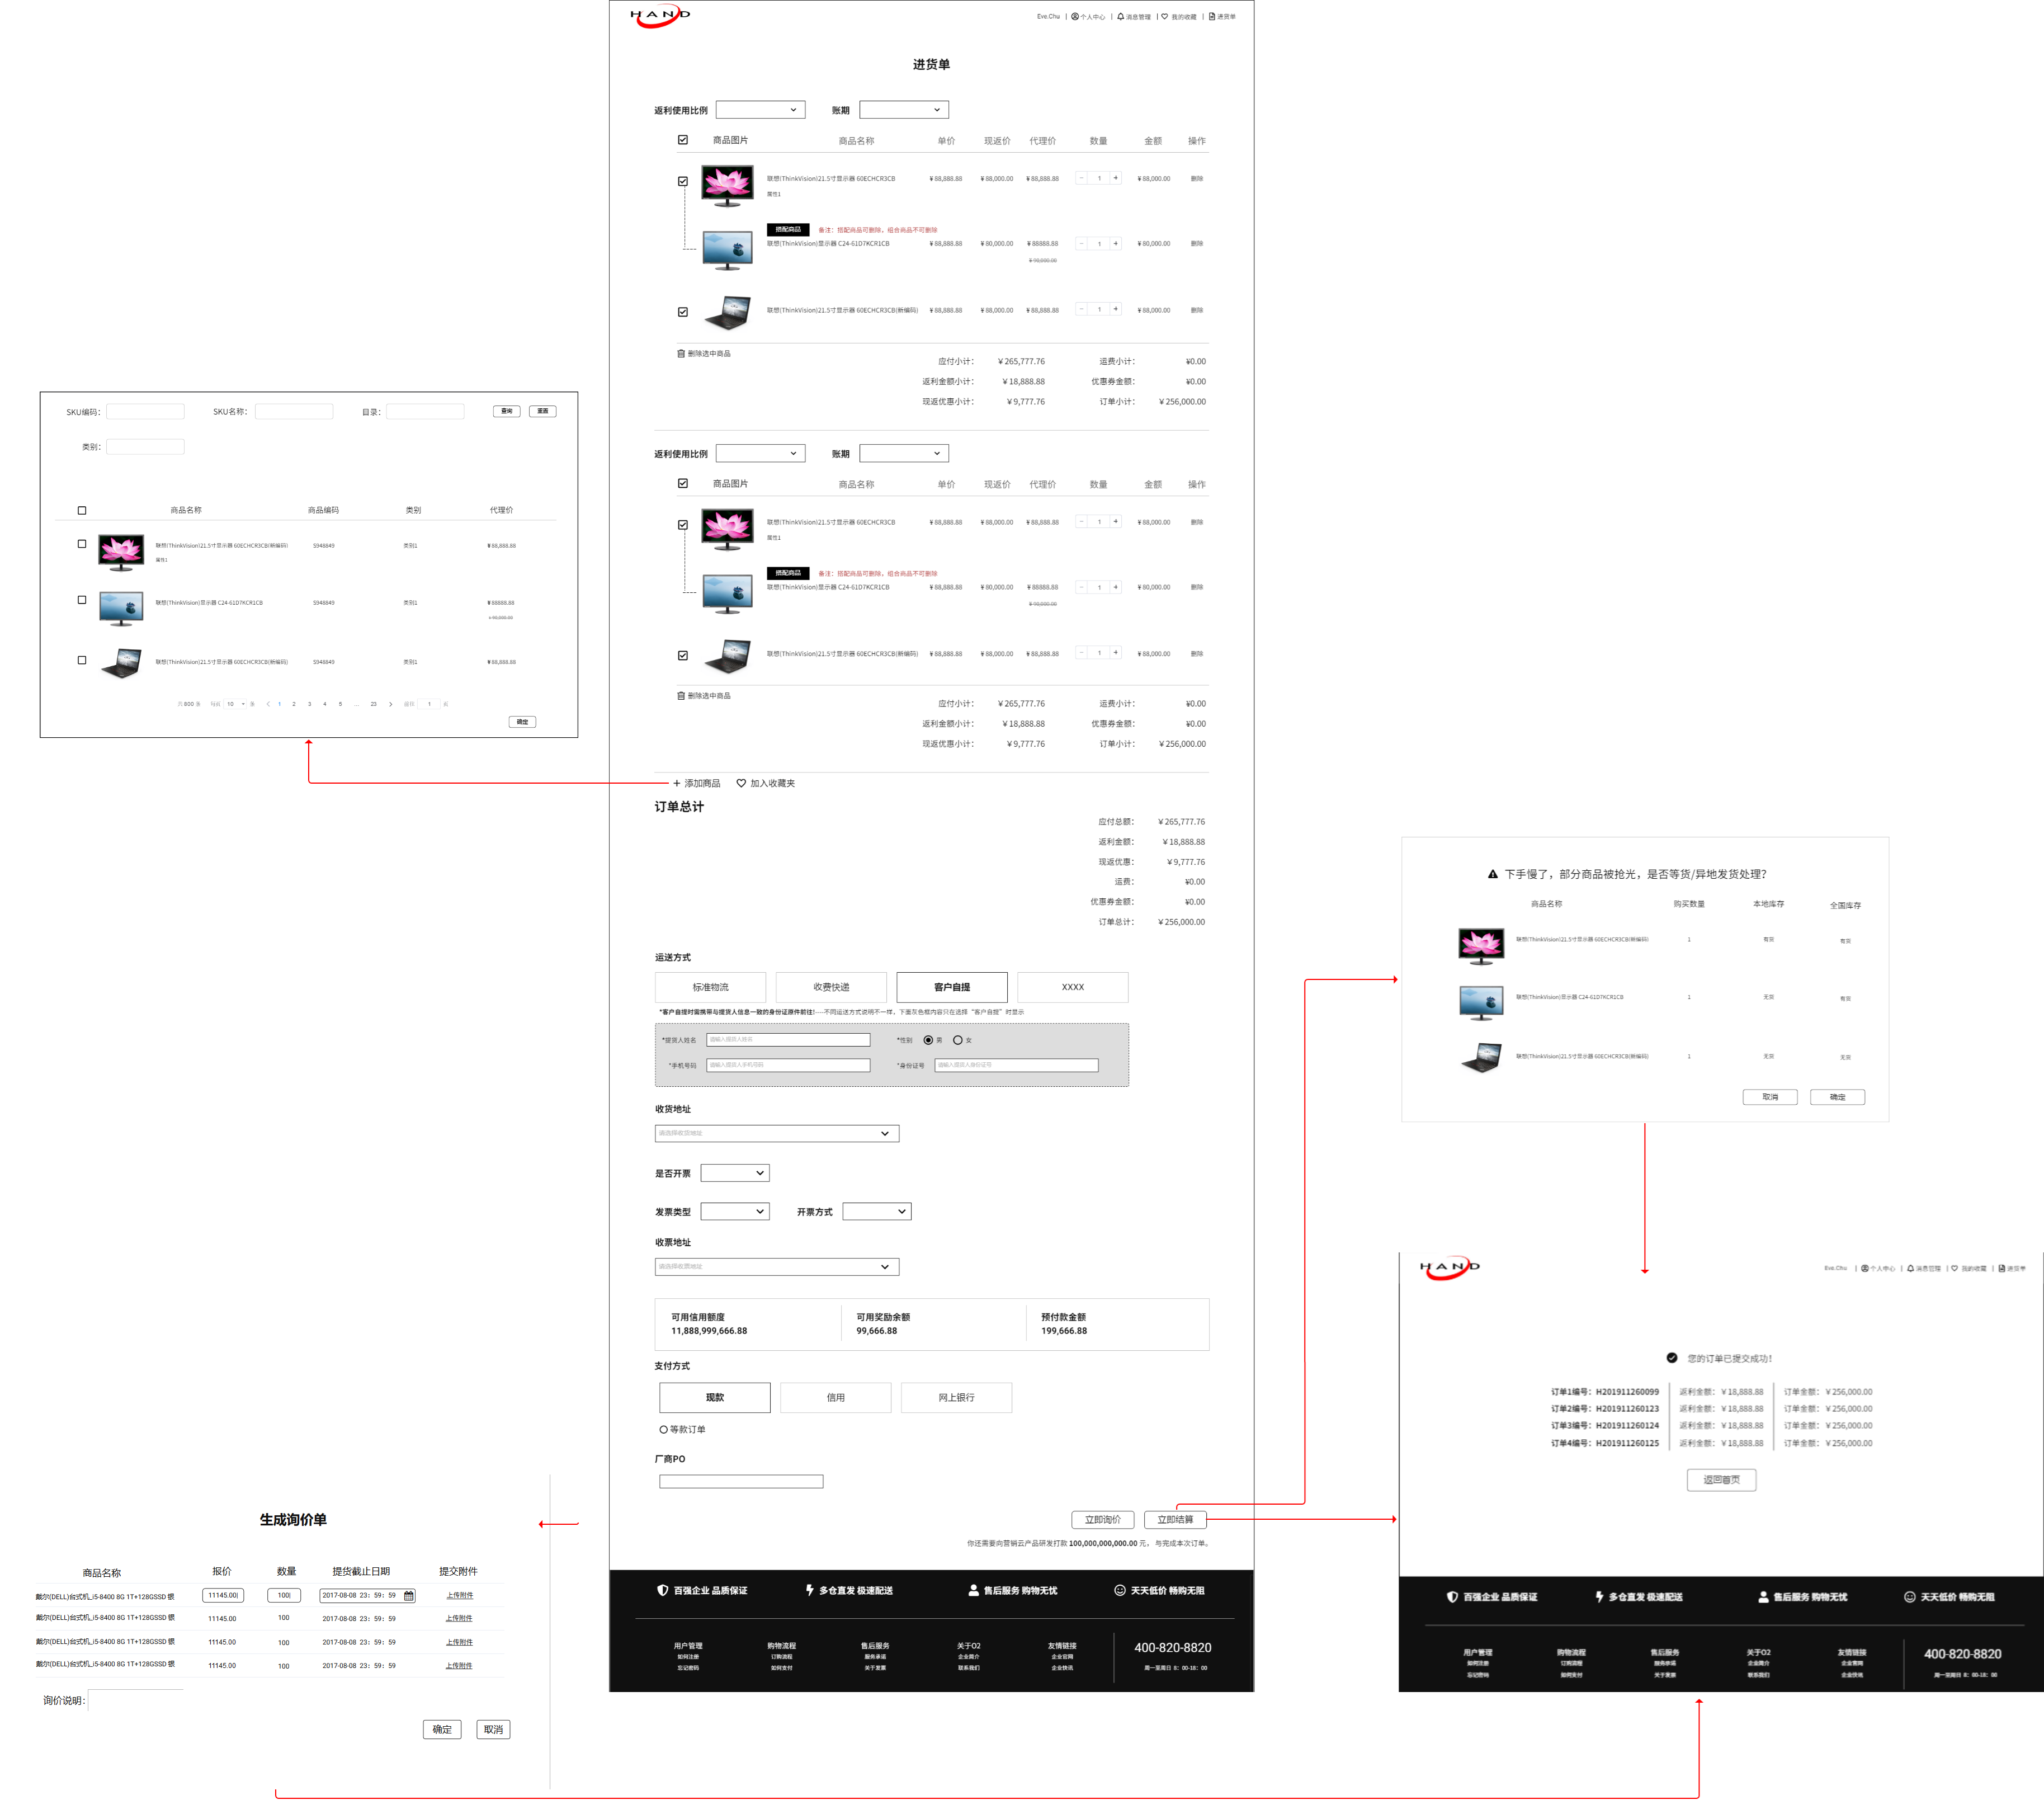 HAND
Eve.Chu | 个人中心 | 消息管理 | 我的收藏 | 进货单
进货单
返利使用比例 账期
商品图片 商品名称 单价 现返价 代理价 数量 金额 操作
联想(ThinkVision)21.5寸显示器 60ECHCR3CB ¥88,888.88 ¥88,000.00 ¥88,888.88 - 1 + ¥88,000.00 删除
属性1
搭配商品 备注：搭配商品可删除，组合商品不可删除
联想(ThinkVision)显示器 C24-61D7KCR1CB ¥88,888.88 ¥80,000.00 ¥88888.88 - 1 + ¥80,000.00 删除
¥90,000.00
联想(ThinkVision)21.5寸显示器 60ECHCR3CB(新编码) ¥88,888.88 ¥88,000.00 ¥88,888.88 - 1 + ¥88,000.00 删除
删除选中商品
应付小计： ¥265,777.76 运费小计： ¥0.00
返利金额小计： ¥18,888.88 优惠券金额： ¥0.00
现返优惠小计： ¥9,777.76 订单小计： ¥256,000.00
返利使用比例 账期
商品图片 商品名称 单价 现返价 代理价 数量 金额 操作
联想(ThinkVision)21.5寸显示器 60ECHCR3CB ¥88,888.88 ¥88,000.00 ¥88,888.88 - 1 + ¥88,000.00 删除
属性1
搭配商品 备注：搭配商品可删除，组合商品不可删除
联想(ThinkVision)显示器 C24-61D7KCR1CB ¥88,888.88 ¥80,000.00 ¥88888.88 - 1 + ¥80,000.00 删除
¥90,000.00
联想(ThinkVision)21.5寸显示器 60ECHCR3CB(新编码) ¥88,888.88 ¥88,000.00 ¥88,888.88 - 1 + ¥88,000.00 删除
删除选中商品
应付小计： ¥265,777.76 运费小计： ¥0.00
返利金额小计： ¥18,888.88 优惠券金额： ¥0.00
现返优惠小计： ¥9,777.76 订单小计： ¥256,000.00
+ 添加商品 加入收藏夹
订单总计
应付总额： ¥265,777.76
返利金额： ¥18,888.88
现返优惠： ¥9,777.76
运费： ¥0.00
优惠券金额： ¥0.00
订单总计： ¥256,000.00
运送方式
标准物流 收费快递 客户自提 XXXX
*客户自提时需携带与提货人信息一致的身份证原件前往!----不同运送方式说明不一样，下面灰色框内容只在选择“客户自提”时显示
*提货人姓名 请输入提货人姓名 *性别 男 女
*手机号码 请输入提货人手机号码 *身份证号 请输入提货人身份证号
收货地址
请选择收货地址
是否开票
发票类型 开票方式
收票地址
请选择收票地址
可用信用额度 可用奖励余额 预付款金额
11,888,999,666.88 99,666.88 199,666.88
支付方式
现款 信用 网上银行
等款订单
厂商PO
立即询价 立即结算
你还需要向营销云产品研发打款 100,000,000,000.00 元，与完成本次订单。
百强企业 品质保证 多仓直发 极速配送 售后服务 购物无忧 天天低价 畅购无阻
用户管理 购物流程 售后服务 关于O2 友情链接 400-820-8820
如何注册 订购流程 服务承诺 企业简介 企业官网
忘记密码 如何支付 关于发票 联系我们 企业快讯 周一至周日 8：00-18：00
SKU编码： SKU名称： 目录： 查询 重置
类别：
商品名称 商品编码 类别 代理价
联想(ThinkVision)21.5寸显示器 60ECHCR3CB(新编码) S948849 类别1 ¥88,888.88
属性1
联想(ThinkVision)显示器 C24-61D7KCR1CB S948849 类别1 ¥88888.88
¥90,000.00
联想(ThinkVision)21.5寸显示器 60ECHCR3CB(新编码) S948849 类别1 ¥88,888.88
共 800 条 每页 10 条 < 1 2 3 4 5 ... 23 > 1 页
确定
生成询价单
商品名称 报价 数量 提货截止日期 提交附件
戴尔(DELL)台式机_i5-8400 8G 1T+128GSSD 银 11145.00 100 2017-08-08 23：59：59 上传附件
戴尔(DELL)台式机_i5-8400 8G 1T+128GSSD 银 11145.00 100 2017-08-08 23：59：59 上传附件
戴尔(DELL)台式机_i5-8400 8G 1T+128GSSD 银 11145.00 100 2017-08-08 23：59：59 上传附件
戴尔(DELL)台式机_i5-8400 8G 1T+128GSSD 银 11145.00 100 2017-08-08 23：59：59 上传附件
询价说明：
确定 取消
下手慢了，部分商品被抢光，是否等货/异地发货处理？
商品名称 购买数量 本地库存 全国库存
联想(ThinkVision)21.5寸显示器 60ECHCR3CB(新编码) 1 有货 有货
联想(ThinkVision)显示器 C24-61D7KCR1CB 1 无货 有货
联想(ThinkVision)21.5寸显示器 60ECHCR3CB(新编码) 1 无货 无货
取消 确定
HAND
Eve.Chu | 个人中心 | 消息管理 | 我的收藏 | 进货单
您的订单已提交成功！
订单1编号：H201911260099 返利金额：¥18,888.88 订单金额：¥256,000.00
订单2编号：H201911260123 返利金额：¥18,888.88 订单金额：¥256,000.00
订单3编号：H201911260124 返利金额：¥18,888.88 订单金额：¥256,000.00
订单4编号：H201911260125 返利金额：¥18,888.88 订单金额：¥256,000.00
返回首页
百强企业 品质保证 多仓直发 极速配送 售后服务 购物无忧 天天低价 畅购无阻
用户管理 购物流程 售后服务 关于O2 友情链接 400-820-8820
如何注册 订购流程 服务承诺 企业简介 企业官网
忘记密码 如何支付 关于发票 联系我们 企业快讯 周一至周日 8：00-18：00